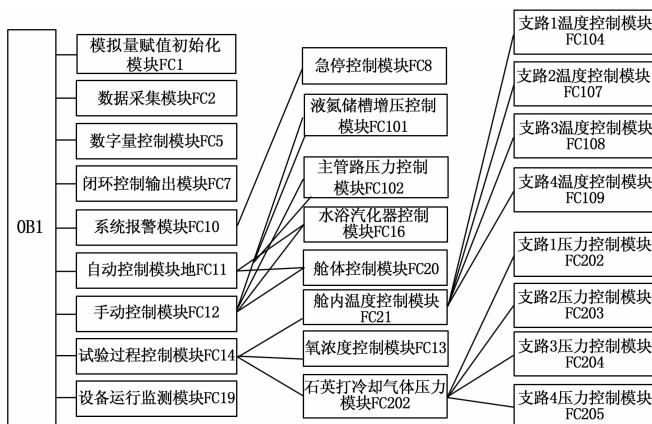 OB1
模拟量赋值初始化
模块FC1
数据采集模块FC2
数字量控制模块FC5
闭环控制输出模块FC7
系统报警模块FC10
自动控制模块地FC11
手动控制模块FC12
试验过程控制模块FC14
设备运行监测模块FC19
急停控制模块FC8
液氮储槽增压控制
模块FC101
主管路压力控制
模块FC102
水浴汽化器控制
模块FC16
舱体控制模块FC20
舱内温度控制模块
FC21
氧浓度控制模块FC13
石英打冷却气体压力
模块FC202
支路1温度控制模块
FC104
支路2温度控制模块
FC107
支路3温度控制模块
FC108
支路4温度控制模块
FC109
支路1压力控制模块
FC202
支路2压力控制模块
FC203
支路3压力控制模块
FC204
支路4压力控制模块
FC205